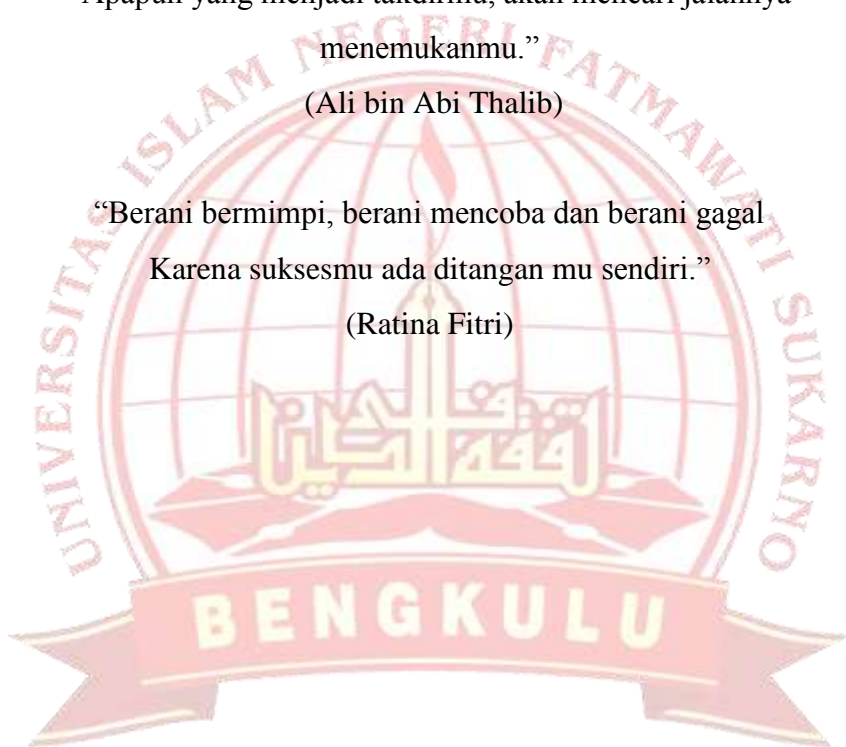 Apapun yang menjadi takdirmu, akan mencari jalannya
menemukanmu.”
(Ali bin Abi Thalib)
“Berani bermimpi, berani mencoba dan berani gagal
Karena suksesmu ada ditangan mu sendiri.”
(Ratina Fitri)
UNIVERSITAS ISLAM NEGERI FATMAWATI SUKARNO
BENGKULU